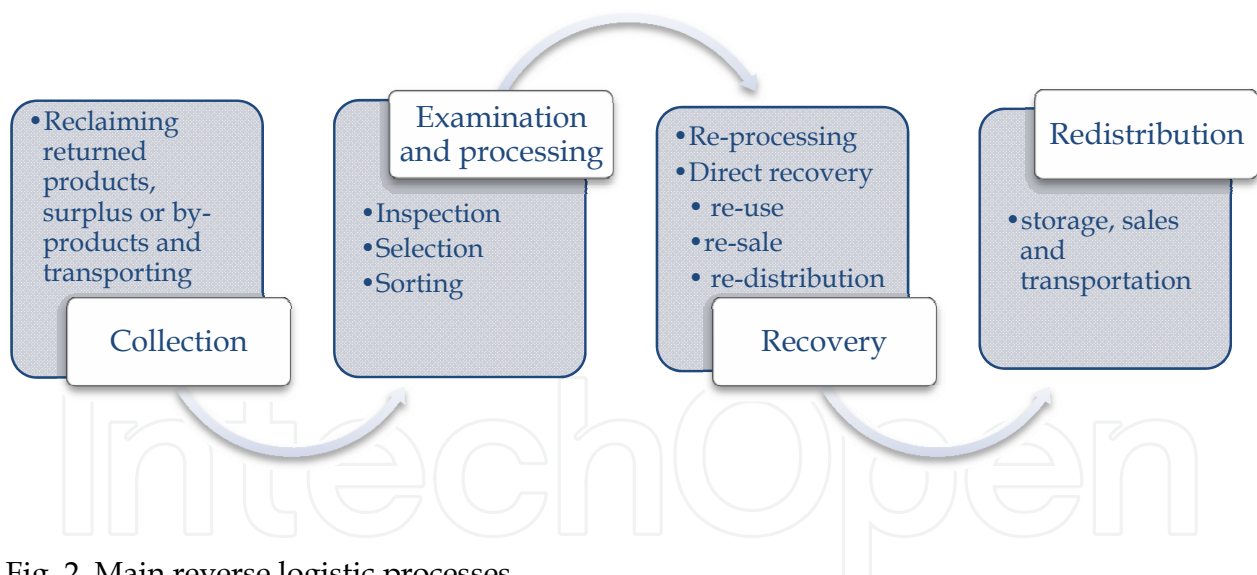 •Reclaiming
returned
products,
surplus or by-
products and
transporting
Collection
Examination
and processing
•Inspection
•Selection
•Sorting
•Re-processing
•Direct recovery
• re-use
•re-sale
• re-distribution
Recovery
Redistribution
•storage, sales
and
transportation
IntechOpen
Fig. 2. Main reverse logistic processes